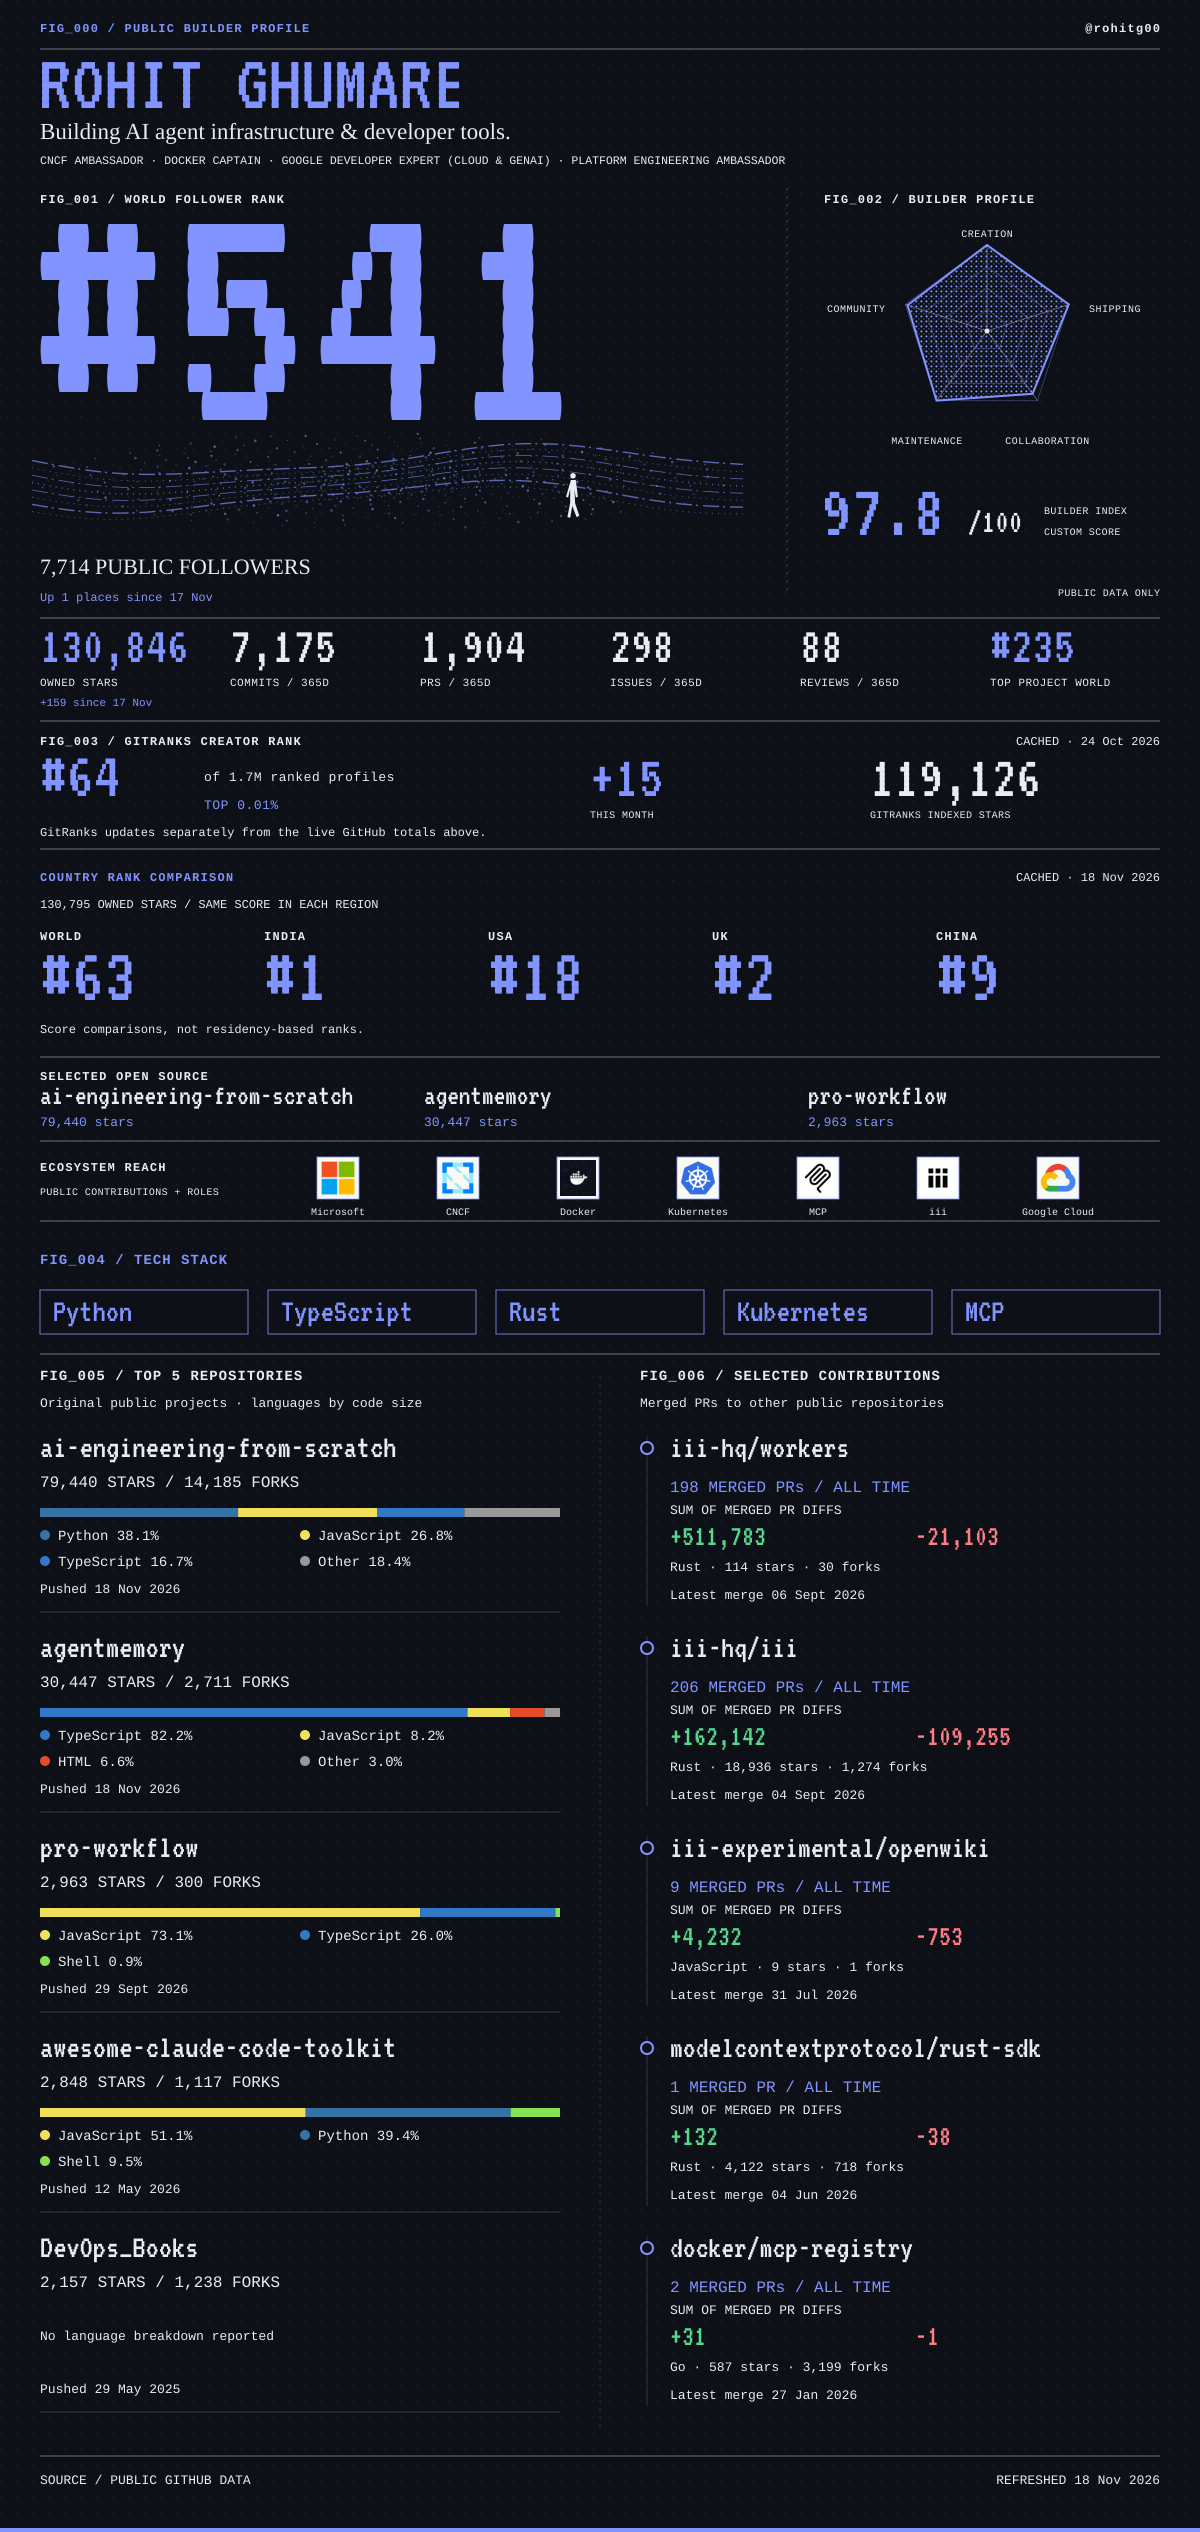 FIG_000 / PUBLIC BUILDER PROFILE
@rohitg00
ROHIT GHUMARE
Building AI agent infrastructure & developer tools.
CNCF AMBASSADOR · DOCKER CAPTAIN · GOOGLE DEVELOPER EXPERT (CLOUD & GENAI) · PLATFORM ENGINEERING AMBASSADOR
FIG_001 / WORLD FOLLOWER RANK
#541
7,714 PUBLIC FOLLOWERS
Up 1 places since 17 Nov
FIG_002 / BUILDER PROFILE
CREATION
COMMUNITY
SHIPPING
MAINTENANCE
COLLABORATION
97.8 /100
BUILDER INDEX
CUSTOM SCORE
PUBLIC DATA ONLY
130,846
OWNED STARS
+159 since 17 Nov
7,175
COMMITS / 365D
1,904
PRS / 365D
298
ISSUES / 365D
88
REVIEWS / 365D
#235
TOP PROJECT WORLD
FIG_003 / GITRANKS CREATOR RANK
CACHED · 24 Oct 2026
#64
of 1.7M ranked profiles
TOP 0.01%
+15
THIS MONTH
119,126
GITRANKS INDEXED STARS
GitRanks updates separately from the live GitHub totals above.
COUNTRY RANK COMPARISON
CACHED · 18 Nov 2026
130,795 OWNED STARS / SAME SCORE IN EACH REGION
WORLD
#63
INDIA
#1
USA
#18
UK
#2
CHINA
#9
Score comparisons, not residency-based ranks.
SELECTED OPEN SOURCE
ai-engineering-from-scratch
79,440 stars
agentmemory
30,447 stars
pro-workflow
2,963 stars
ECOSYSTEM REACH
PUBLIC CONTRIBUTIONS + ROLES
Microsoft
CNCF
Docker
Kubernetes
MCP
iii
Google Cloud
FIG_004 / TECH STACK
Python
TypeScript
Rust
Kubernetes
MCP
FIG_005 / TOP 5 REPOSITORIES
Original public projects · languages by code size
ai-engineering-from-scratch
79,440 STARS / 14,185 FORKS
Python 38.1%
JavaScript 26.8%
TypeScript 16.7%
Other 18.4%
Pushed 18 Nov 2026
agentmemory
30,447 STARS / 2,711 FORKS
TypeScript 82.2%
JavaScript 8.2%
HTML 6.6%
Other 3.0%
Pushed 18 Nov 2026
pro-workflow
2,963 STARS / 300 FORKS
JavaScript 73.1%
TypeScript 26.0%
Shell 0.9%
Pushed 29 Sept 2026
awesome-claude-code-toolkit
2,848 STARS / 1,117 FORKS
JavaScript 51.1%
Python 39.4%
Shell 9.5%
Pushed 12 May 2026
DevOps_Books
2,157 STARS / 1,238 FORKS
No language breakdown reported
Pushed 29 May 2025
FIG_006 / SELECTED CONTRIBUTIONS
Merged PRs to other public repositories
iii-hq/workers
198 MERGED PRs / ALL TIME
SUM OF MERGED PR DIFFS
+511,783
-21,103
Rust · 114 stars · 30 forks
Latest merge 06 Sept 2026
iii-hq/iii
206 MERGED PRs / ALL TIME
SUM OF MERGED PR DIFFS
+162,142
-109,255
Rust · 18,936 stars · 1,274 forks
Latest merge 04 Sept 2026
iii-experimental/openwiki
9 MERGED PRs / ALL TIME
SUM OF MERGED PR DIFFS
+4,232
-753
JavaScript · 9 stars · 1 forks
Latest merge 31 Jul 2026
modelcontextprotocol/rust-sdk
1 MERGED PR / ALL TIME
SUM OF MERGED PR DIFFS
+132
-38
Rust · 4,122 stars · 718 forks
Latest merge 04 Jun 2026
docker/mcp-registry
2 MERGED PRs / ALL TIME
SUM OF MERGED PR DIFFS
+31
-1
Go · 587 stars · 3,199 forks
Latest merge 27 Jan 2026
SOURCE / PUBLIC GITHUB DATA
REFRESHED 18 Nov 2026